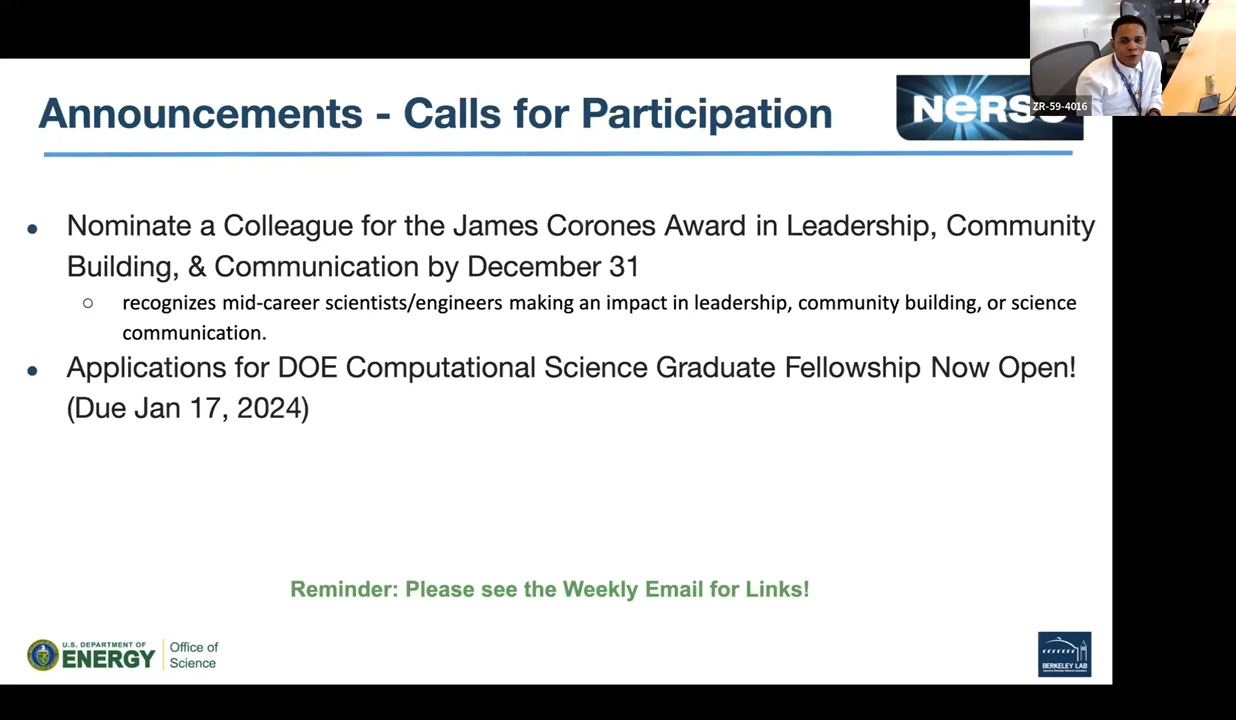 ZR-59-4016
Announcements - Calls for Participation
NERSC
● Nominate a Colleague for the James Corones Award in Leadership, Community
Building, & Communication by December 31
○ recognizes mid-career scientists/engineers making an impact in leadership, community building, or science
communication.
● Applications for DOE Computational Science Graduate Fellowship Now Open!
(Due Jan 17, 2024)
Reminder: Please see the Weekly Email for Links!
U.S. DEPARTMENT OF
ENERGY
Office of
Science
BERKELEY LAB